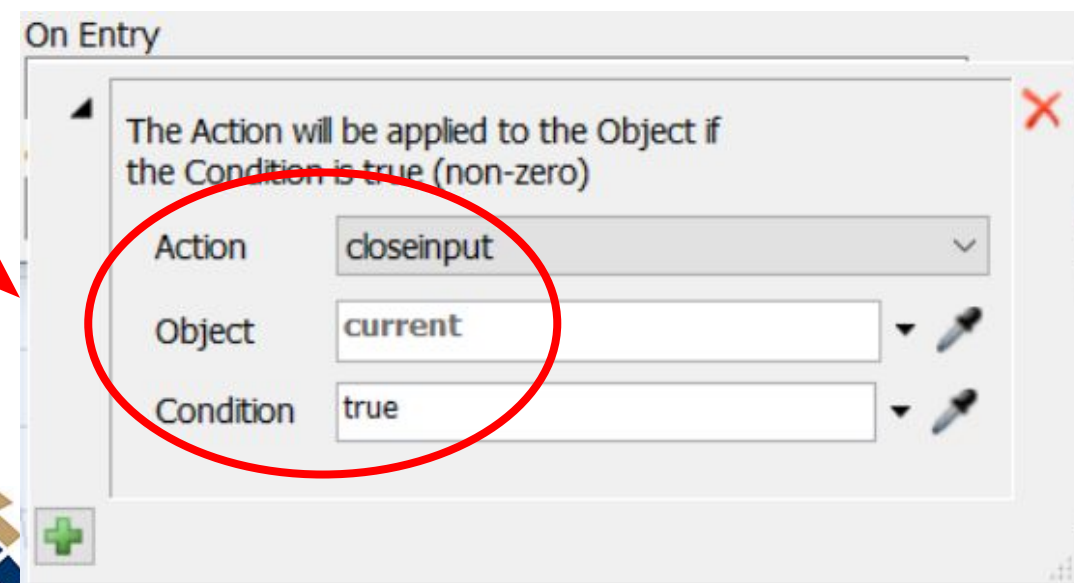 On Entry
The Action will be applied to the Object if
the Condition is true (non-zero)
Action closeinput
Object current
Condition true